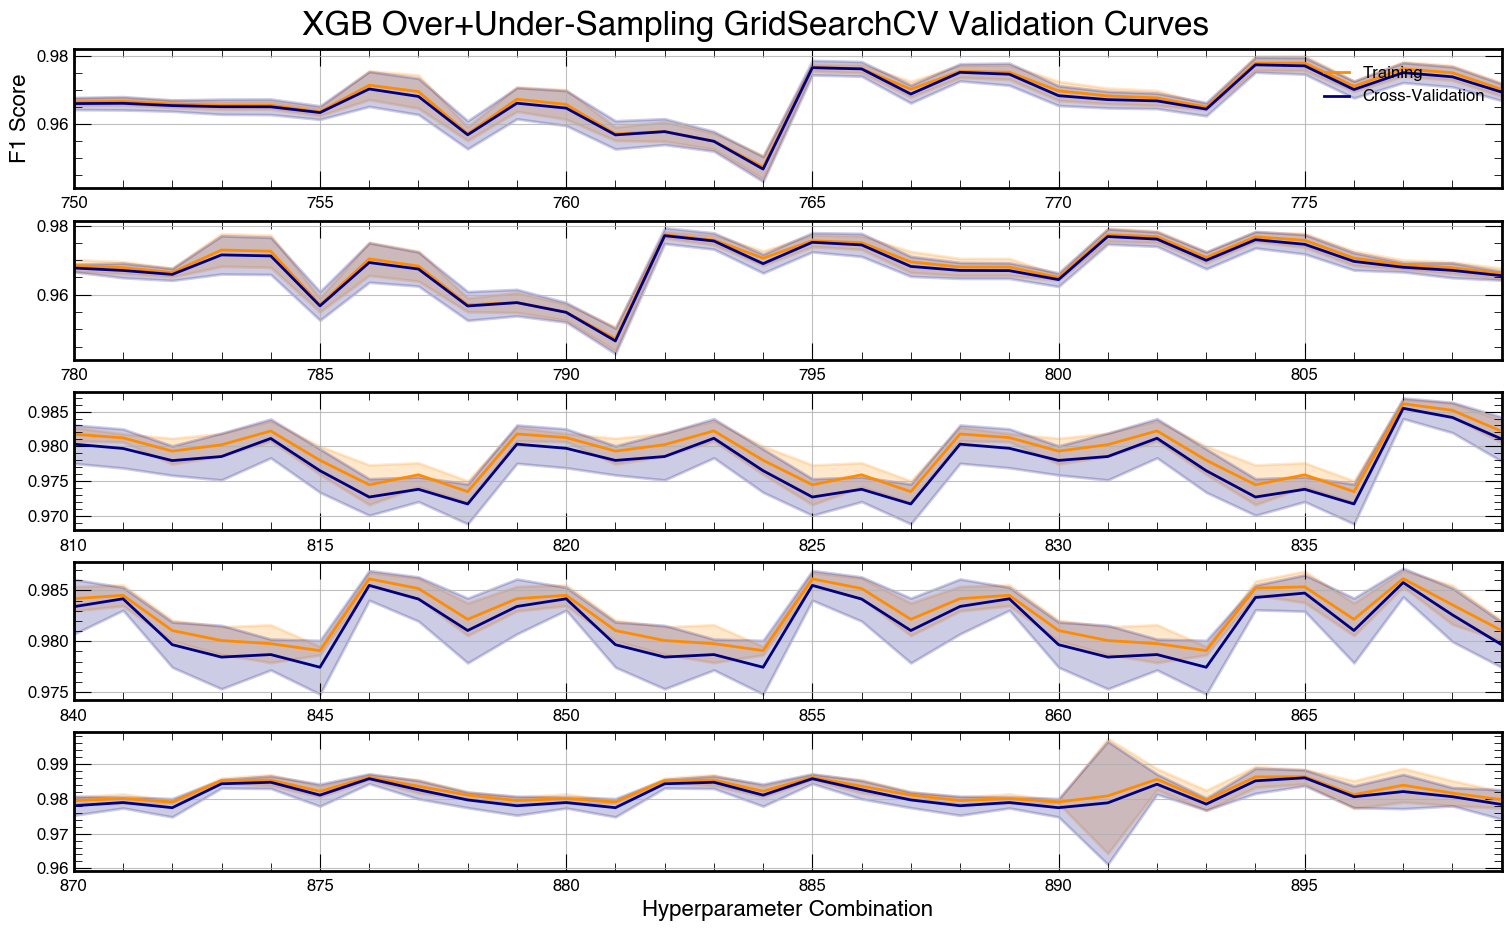 XGB Over+Under-Sampling GridSearchCV Validation Curves
0.98
0.96
F1 Score
Training
Cross-Validation
750 755 760 765 770 775
0.98
0.96
780 785 790 795 800 805
0.985
0.980
0.975
0.970
810 815 820 825 830 835
0.985
0.980
0.975
840 845 850 855 860 865
0.99
0.98
0.97
0.96
870 875 880 885 890 895
Hyperparameter Combination